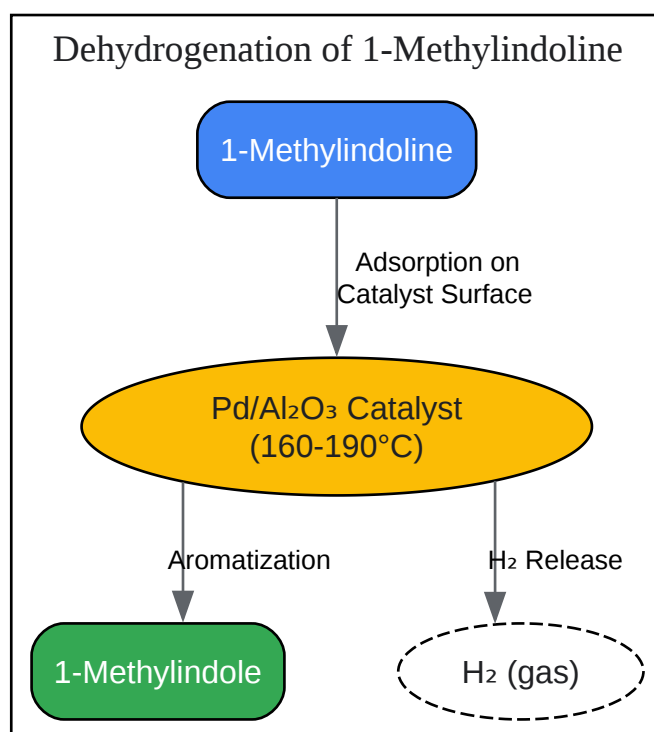 Dehydrogenation of 1-Methylindoline
1-Methylindoline
Adsorption on
Catalyst Surface
Pd/Al₂O₃ Catalyst
(160-190°C)
Aromatization
H₂ Release
1-Methylindole
H₂ (gas)